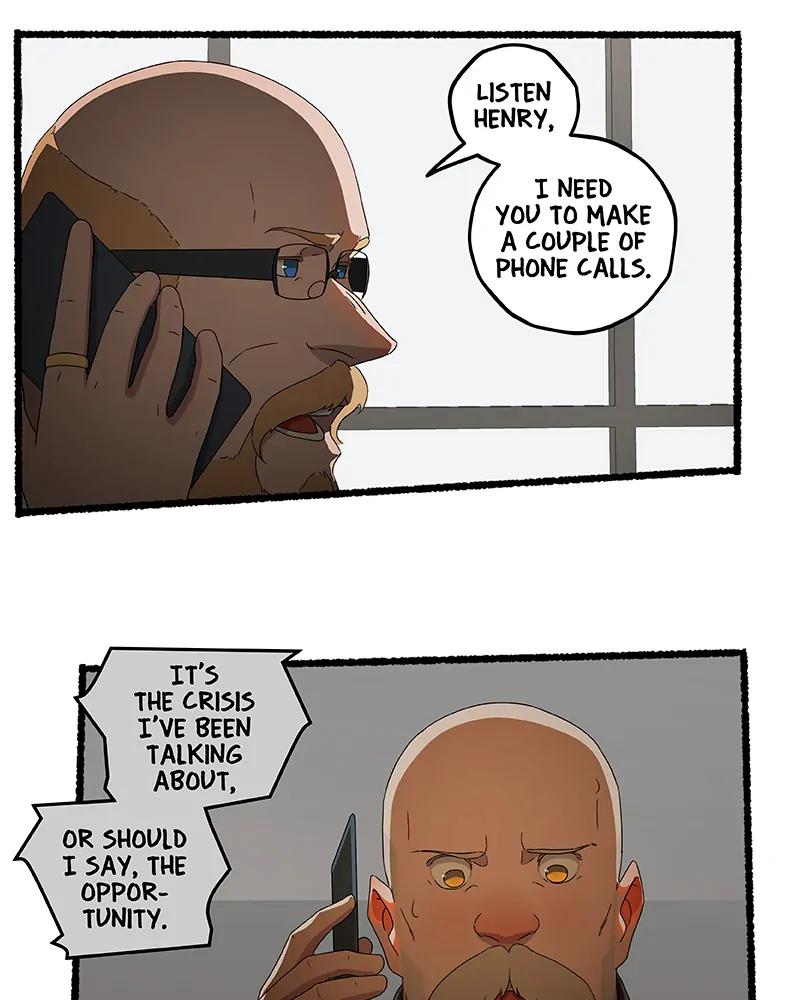 LISTEN
HENRY,
I NEED
YOU TO MAKE
A COUPLE OF
PHONE CALLS.
IT'S
THE CRISIS
I'VE BEEN
TALKING
ABOUT,
OR SHOULD
I SAY, THE
OPPOR-
TUNITY.